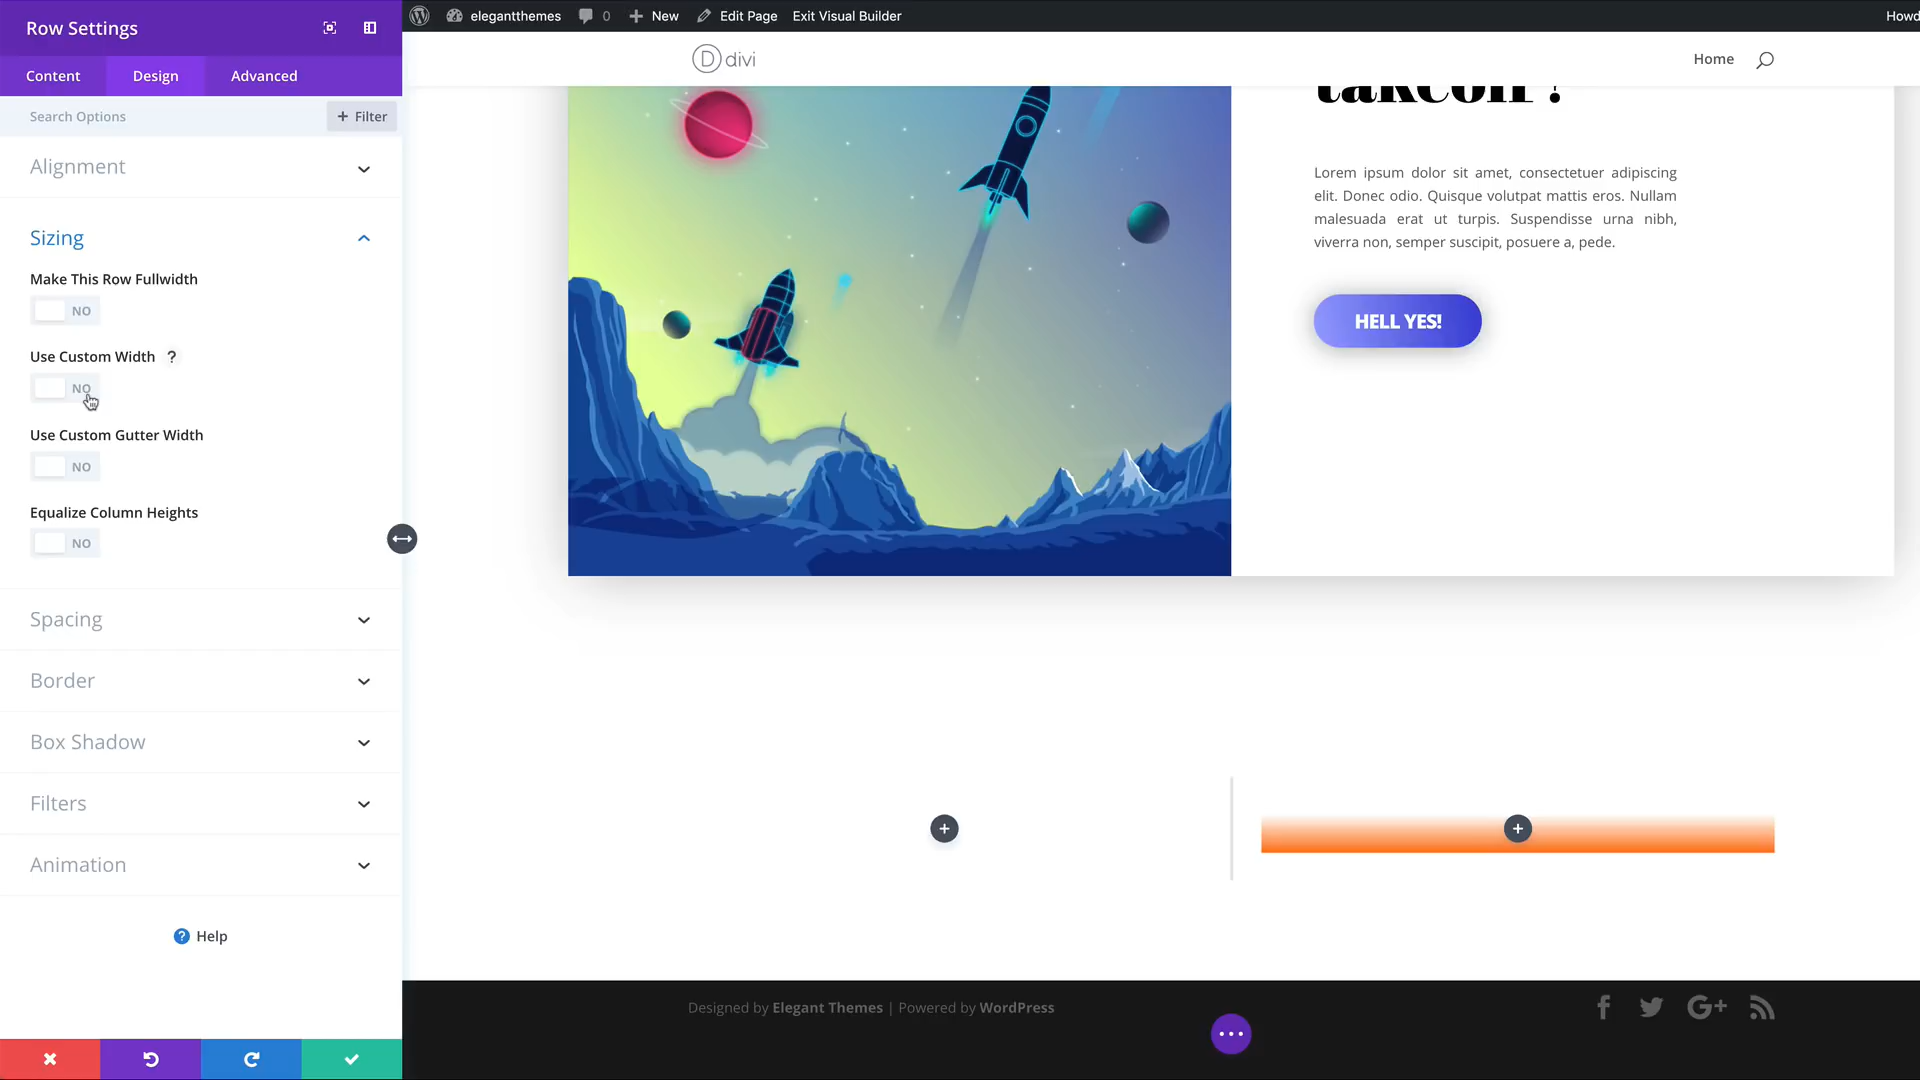 Row Settings
Content
Design
Advanced
Search Options
+ Filter
Alignment
Sizing
Make This Row Fullwidth
NO
Use Custom Width ?
NO
Use Custom Gutter Width
NO
Equalize Column Heights
NO
Spacing
Border
Box Shadow
Filters
Animation
? Help
elegantthemes
0
+ New
Edit Page
Exit Visual Builder
Howd
D divi
Home
takeoff?
Lorem ipsum dolor sit amet, consectetuer adipiscing
elit. Donec odio. Quisque volutpat mattis eros. Nullam
malesuada erat ut turpis. Suspendisse urna nibh,
viverra non, semper suscipit, posuere a, pede.
HELL YES!
Designed by Elegant Themes | Powered by WordPress